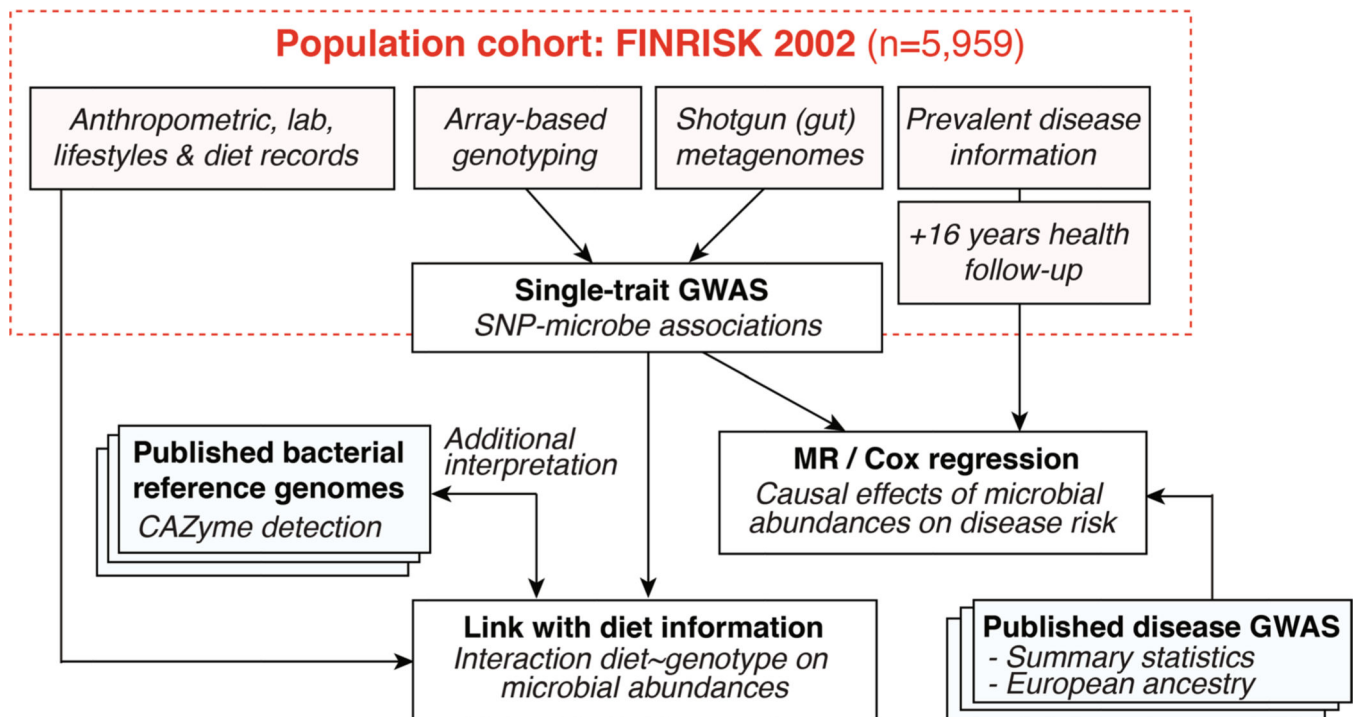 Population cohort: FINRISK 2002 (n=5,959)
Anthropometric, lab,
lifestyles & diet records
Array-based
genotyping
Shotgun (gut)
metagenomes
Prevalent disease
information
+16 years health
follow-up
Single-trait GWAS
SNP-microbe associations
Published bacterial
reference genomes
CAZyme detection
Additional
interpretation
MR / Cox regression
Causal effects of microbial
abundances on disease risk
Link with diet information
Interaction diet~genotype on
microbial abundances
Published disease GWAS
- Summary statistics
- European ancestry